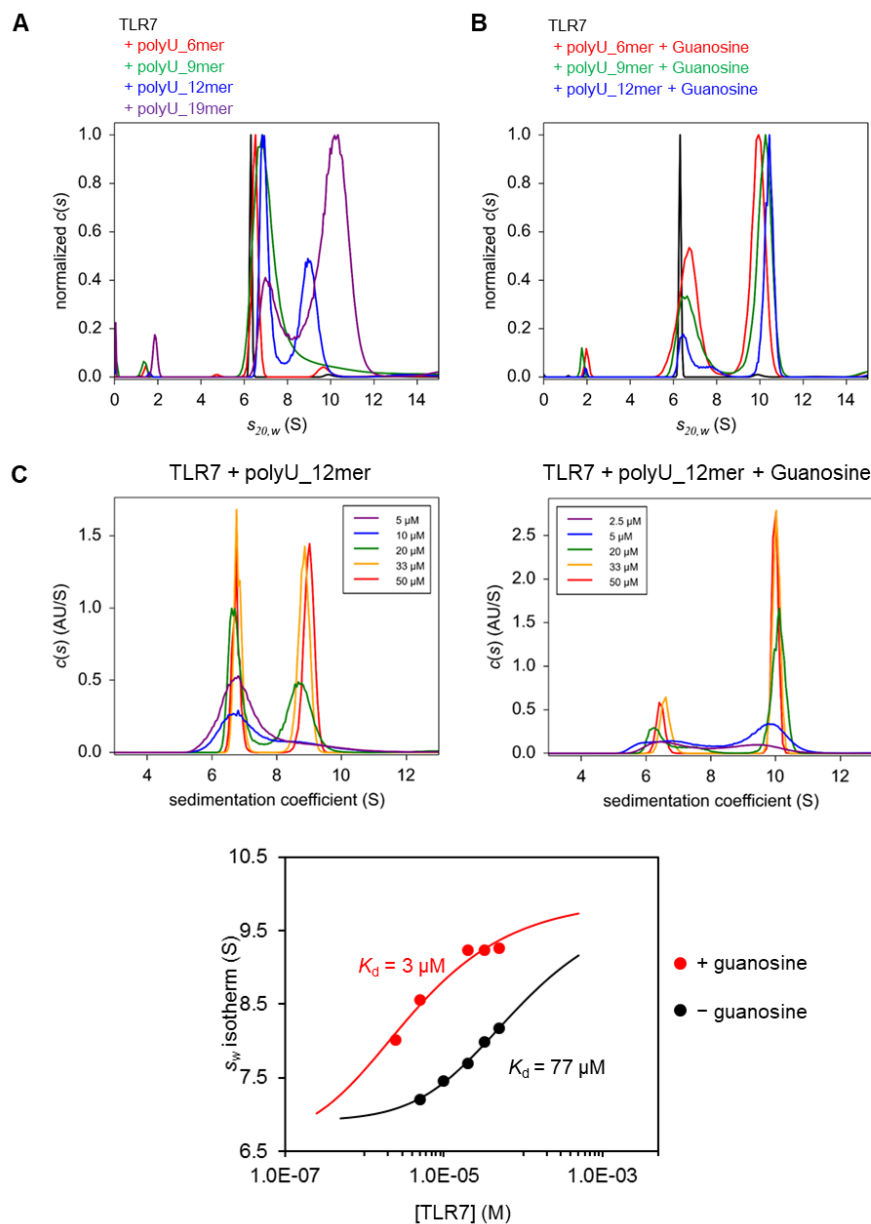 A
TLR7
+ polyU_6mer
+ polyU_9mer
+ polyU_12mer
+ polyU_19mer
1.0
0.8
0.6
0.4
0.2
0.0
normalized c(s)
0 2 4 6 8 10 12 14
s20,w (S)
B
TLR7
+ polyU_6mer + Guanosine
+ polyU_9mer + Guanosine
+ polyU_12mer + Guanosine
1.0
0.8
0.6
0.4
0.2
0.0
normalized c(s)
0 2 4 6 8 10 12 14
s20,w (S)
C
TLR7 + polyU_12mer
1.5
1.0
0.5
0.0
c(s) (AU/S)
5 µM
10 µM
20 µM
33 µM
50 µM
4 6 8 10 12
sedimentation coefficient (S)
TLR7 + polyU_12mer + Guanosine
2.5
2.0
1.5
1.0
0.5
0.0
c(s) (AU/S)
2.5 µM
5 µM
20 µM
33 µM
50 µM
4 6 8 10 12
sedimentation coefficient (S)
10.5
9.5
8.5
7.5
6.5
sw isotherm (S)
Kd = 3 µM
Kd = 77 µM
+ guanosine
− guanosine
1.0E-07 1.0E-05 1.0E-03
[TLR7] (M)